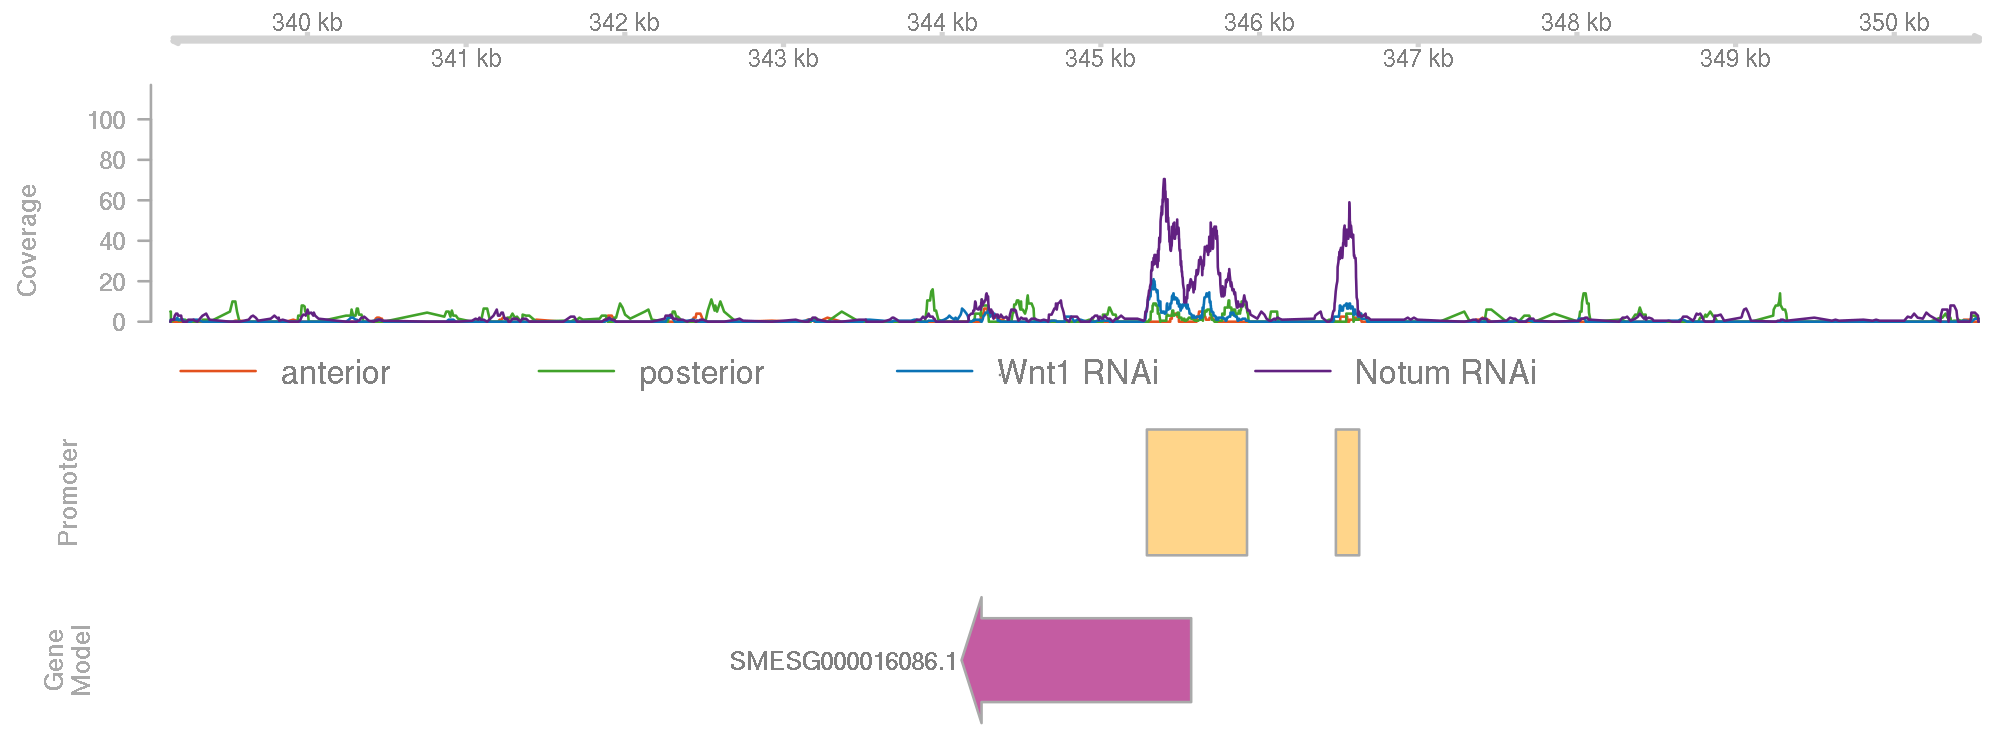 340 kb 342 kb 344 kb 346 kb 348 kb 350 kb
341 kb 343 kb 345 kb 347 kb 349 kb
Coverage
100
80
60
40
20
0
anterior posterior Wnt1 RNAi Notum RNAi
Promoter
Gene
Model
SMESG000016086.1